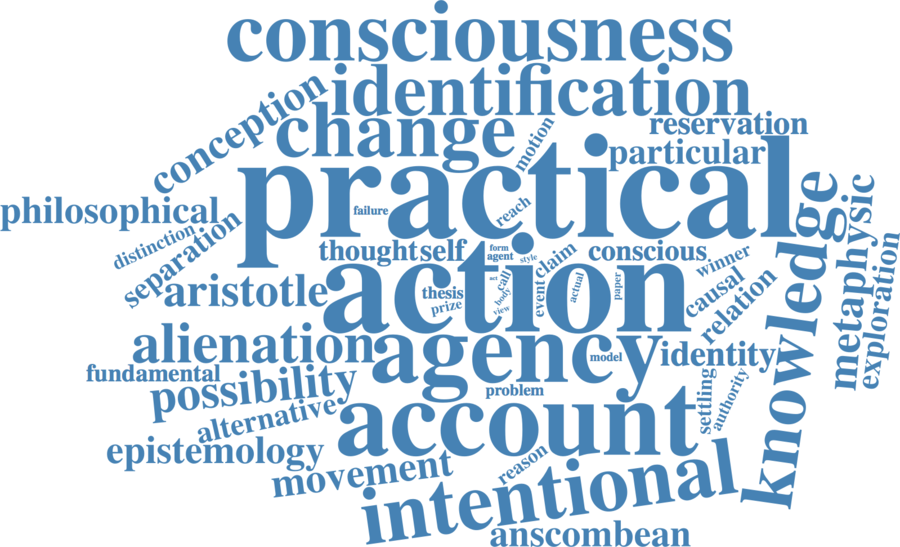 consciousness
identification
conception
change
motion
reservation
particular
practical
philosophical
failure
reach
knowledge
metaphysic
distinction
separation
thought
self
form
agent
style
claim
conscious
exploration
aristotle
action
thesis
prize
act
call
body
view
event
actual
paper
winner
causal
relation
alienation
agency
model
identity
fundamental
possibility
problem
settling
authority
alternative
account
epistemology
movement
reason
intentional
anscombean